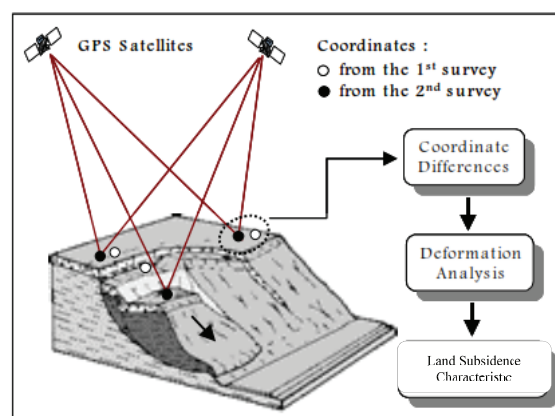 GPS Satellites
Coordinates :
from the 1st survey
from the 2nd survey
Coordinate
Differences
Deformation
Analysis
Land Subsidence
Characteristic